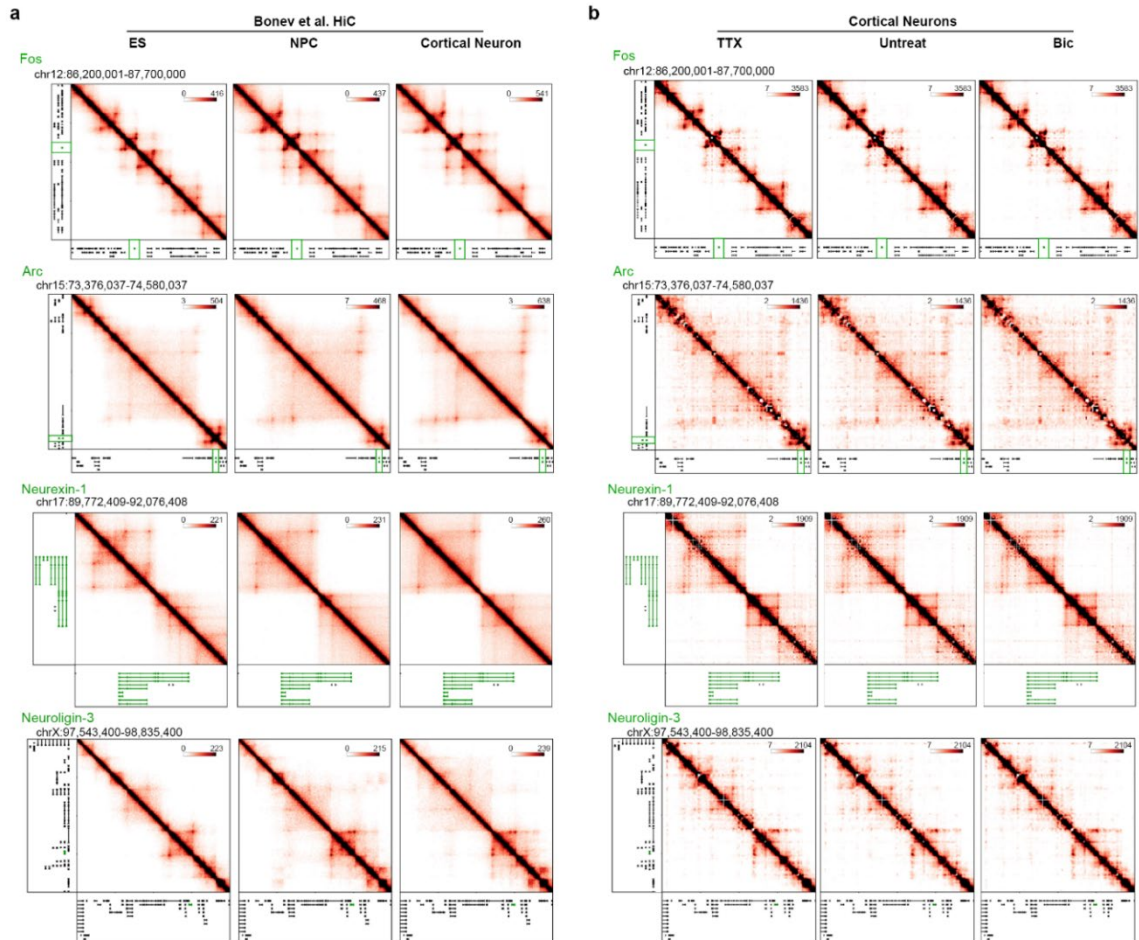 a
Bonev et al. HiC
ES NPC Cortical Neuron
Fos
chr12:86,200,001-87,700,000
0 416 0 437 0 541
Arc
chr15:73,376,037-74,580,037
3 504 7 468 3 638
Neurexin-1
chr17:89,772,409-92,076,408
0 221 0 231 0 260
Neuroligin-3
chrX:97,543,400-98,835,400
0 223 0 215 0 239
b
Cortical Neurons
TTX Untreat Bic
Fos
chr12:86,200,001-87,700,000
7 3583 7 3583 7 3583
Arc
chr15:73,376,037-74,580,037
2 1436 2 1436 2 1436
Neurexin-1
chr17:89,772,409-92,076,408
2 1909 2 1909 2 1909
Neuroligin-3
chrX:97,543,400-98,835,400
7 2104 7 2104 7 2104